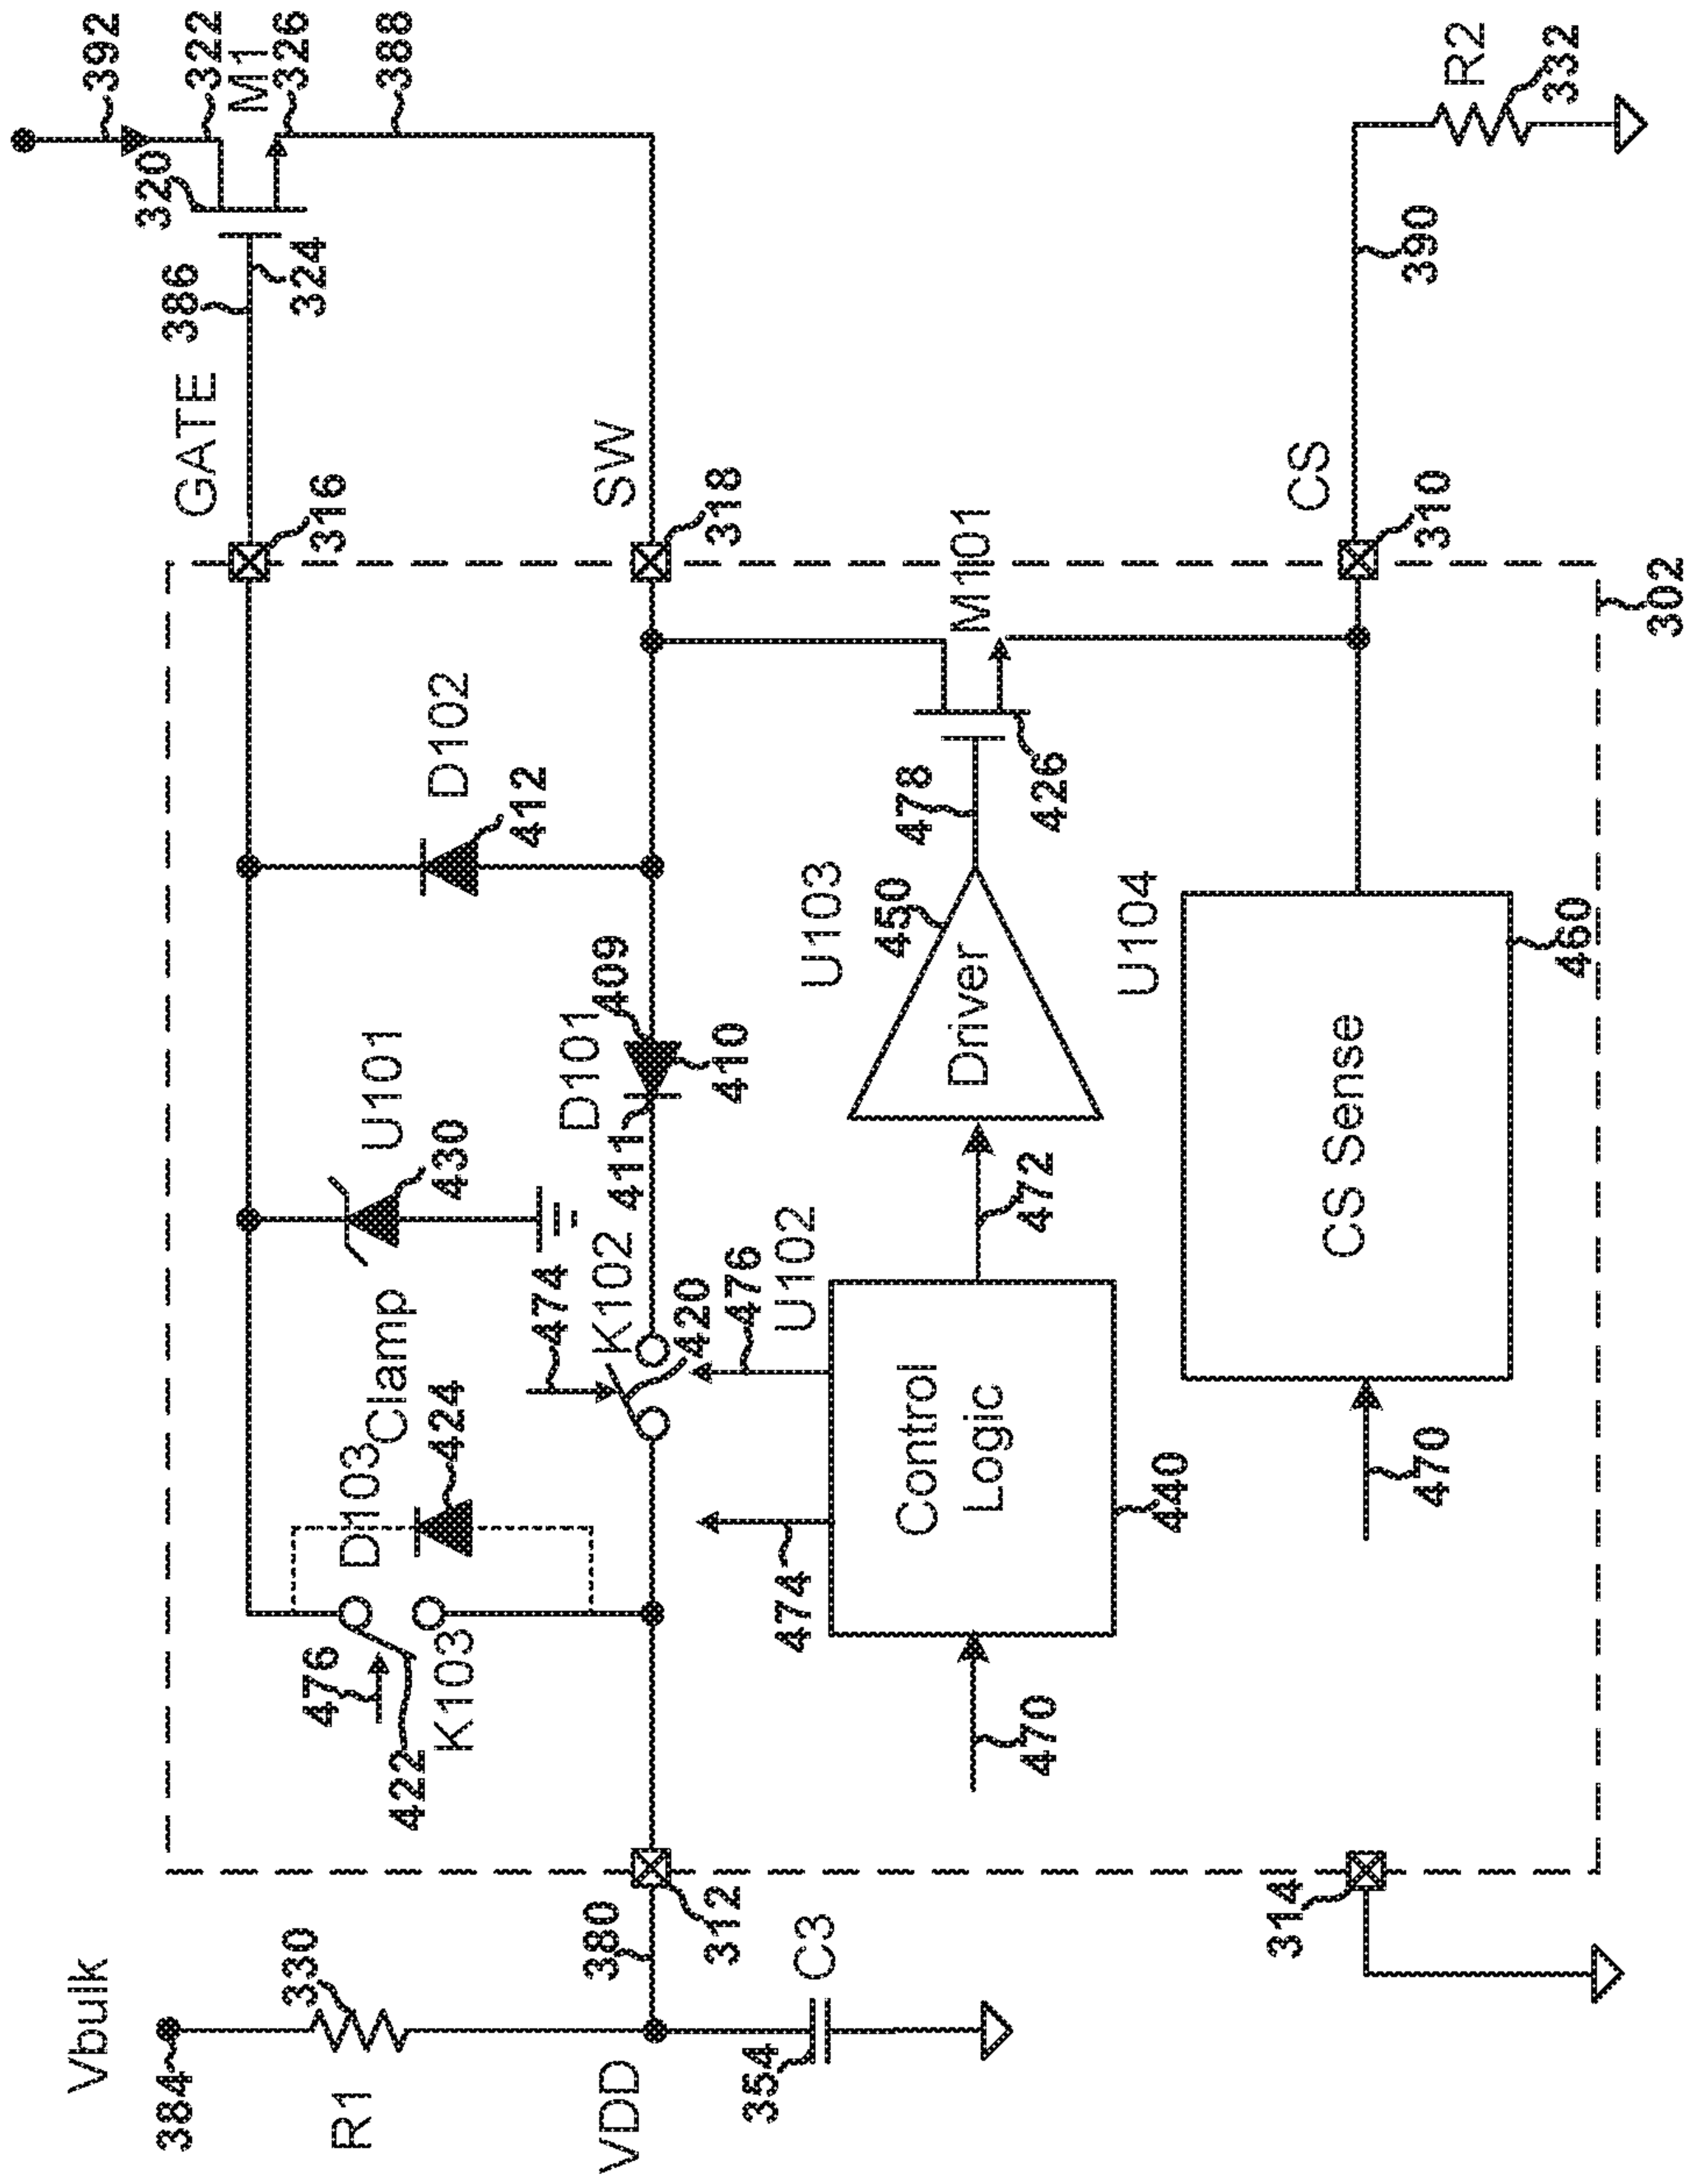 Vbulk
384
R1
330
VDD
380
312
354
C3
314
GATE
386
316
324
320
392
322
M1
326
388
SW
318
CS
310
390
R2
332
302
476
422
K103
D103
424
Clamp
U101
430
474
K102
420
411
D101
409
410
D102
412
474
476
U102
Control
Logic
440
470
472
U103
450
Driver
478
M101
426
U104
CS Sense
460
470